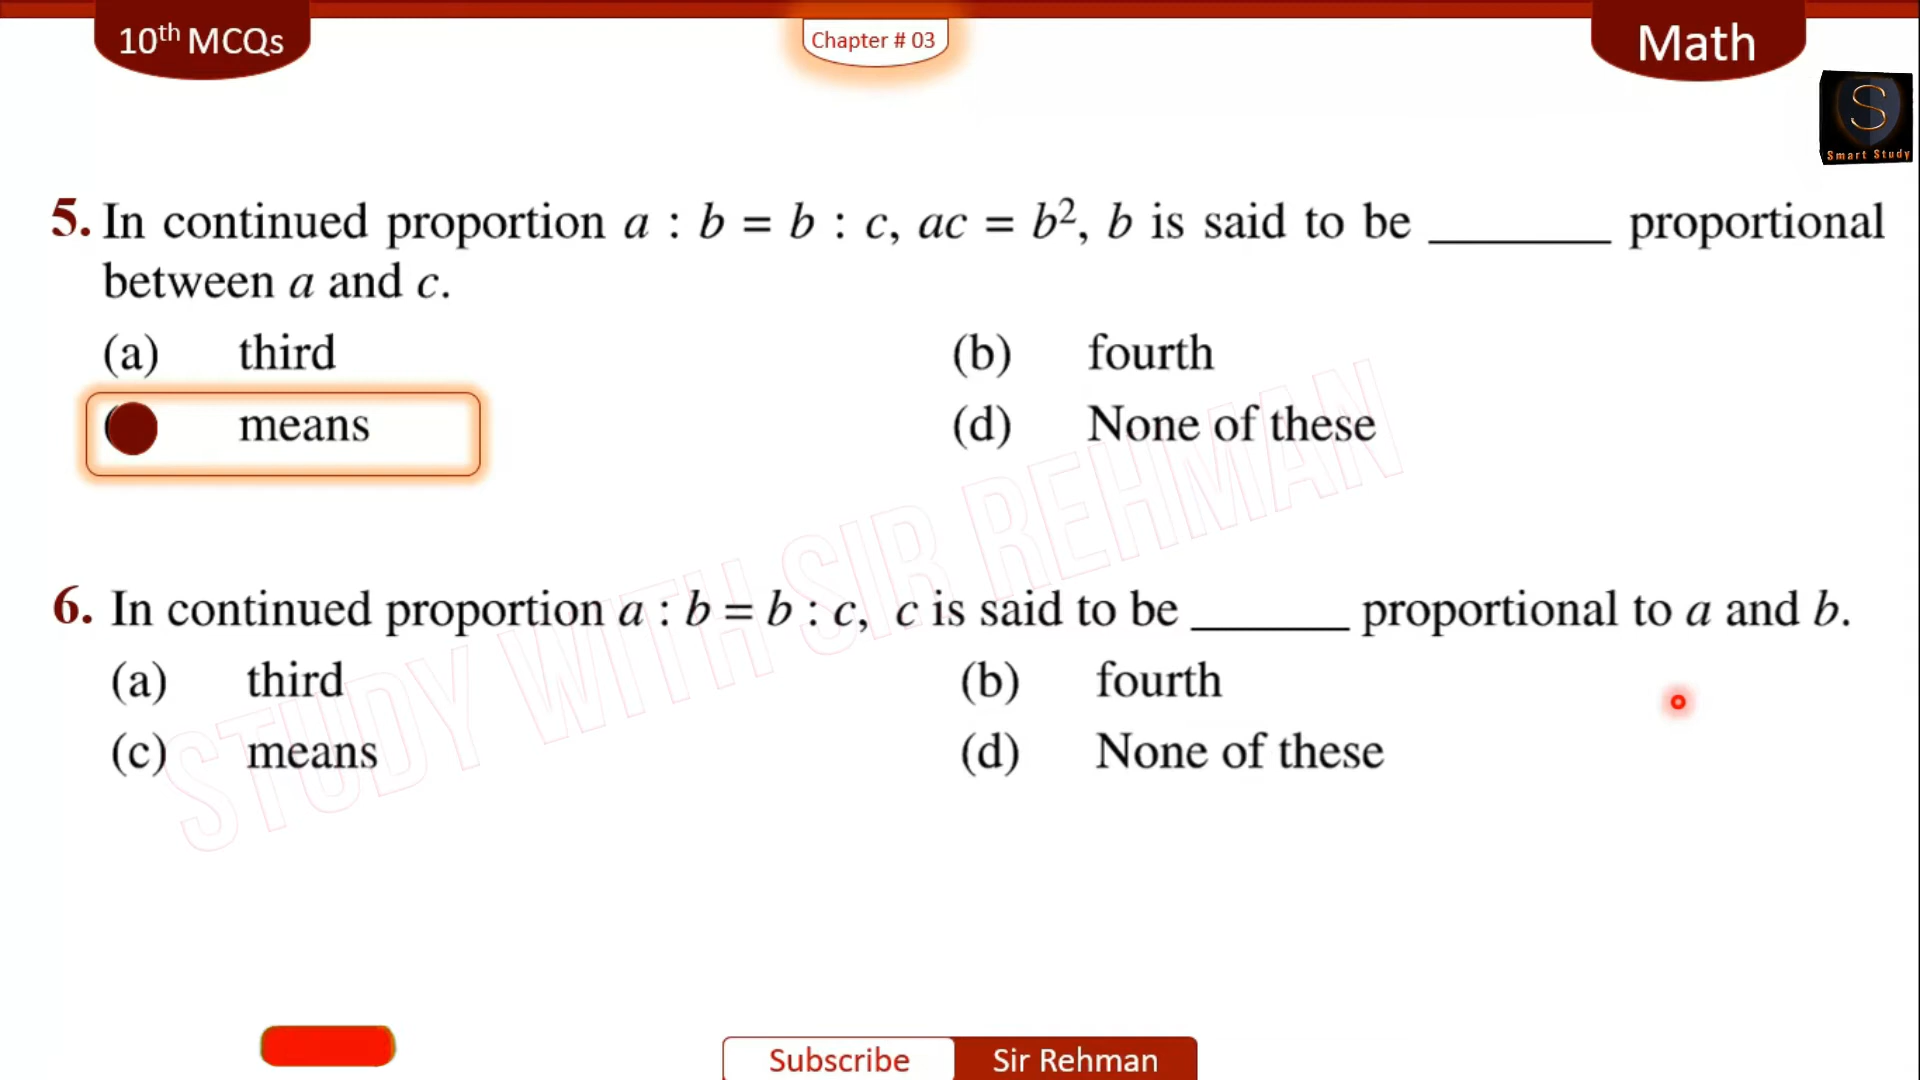 10th MCQs
Chapter # 03
Math
S
Smart Study
5. In continued proportion a : b = b : c, ac = b², b is said to be _______ proportional
between a and c.
(a) third
(b) fourth
means
(d) None of these
6. In continued proportion a : b = b : c, c is said to be ______ proportional to a and b.
(a) third
(b) fourth
(c) means
(d) None of these
STUDY WITH SIR REHMAN
Subscribe
Sir Rehman